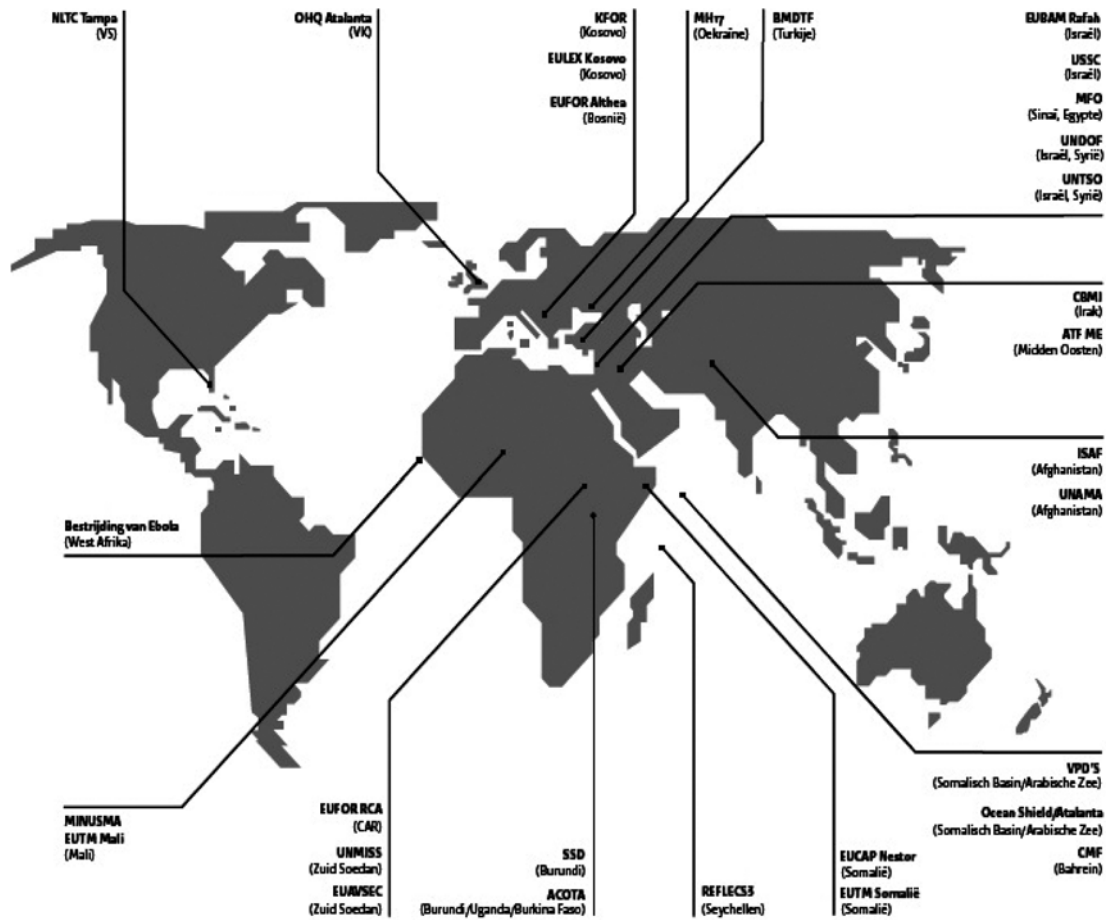 NLTC Tampa
(VS)
OHQ Atalanta
(VK)
KFOR
(Kosovo)
EULEX Kosovo
(Kosovo)
EUFOR Althea
(Bosnië)
MH17
(Oekraïne)
BMDTF
(Turkije)
EUBAM Rafah
(Israël)
USSC
(Israël)
MFO
(Sinaï, Egypte)
UNDOF
(Israël, Syrië)
UNTSO
(Israël, Syrië)
CBMI
(Irak)
ATF ME
(Midden Oosten)
ISAF
(Afghanistan)
UNAMA
(Afghanistan)
Bestrijding van Ebola
(West Afrika)
MINUSMA
EUTM Mali
(Mali)
EUFOR RCA
(CAR)
UNMISS
(Zuid Soedan)
EUAVSEC
(Zuid Soedan)
SSD
(Burundi)
ACOTA
(Burundi/Uganda/Burkina Faso)
REFLECS3
(Seychellen)
EUCAP Nestor
(Somalië)
EUTM Somalië
(Somalië)
VPD'S
(Somalisch Basin/Arabische Zee)
Ocean Shield/Atalanta
(Somalisch Basin/Arabische Zee)
CMF
(Bahrein)